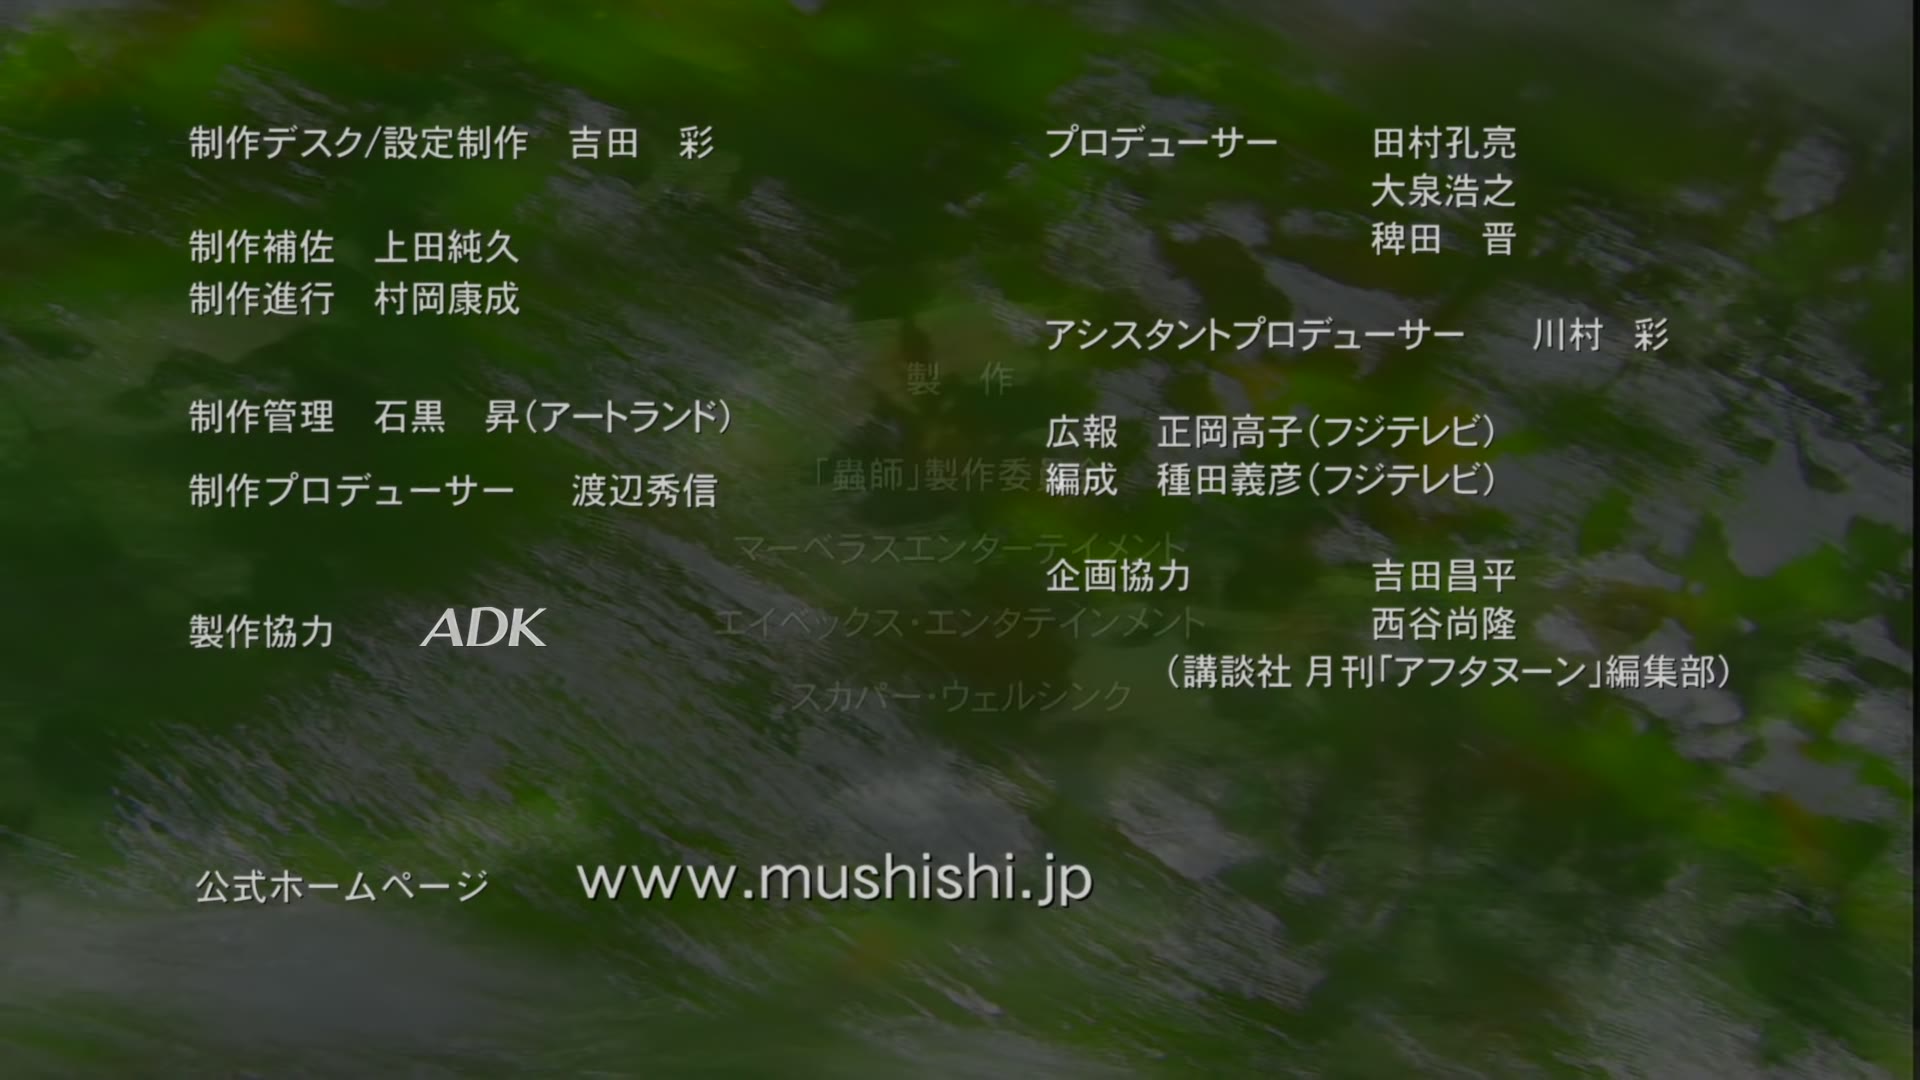 制作デスク/設定制作　吉田　彩
制作補佐　上田純久
制作進行　村岡康成
制作管理　石黒　昇(アートランド)
制作プロデューサー　渡辺秀信
製作協力　ADK
プロデューサー　田村孔亮
大泉浩之
稗田　晋
アシスタントプロデューサー　川村　彩
広報　正岡高子(フジテレビ)
編成　種田義彦(フジテレビ)
企画協力　吉田昌平
西谷尚隆
(講談社 月刊「アフタヌーン」編集部)
製　作
「蟲師」製作委員会
マーベラスエンターテイメント
エイベックス・エンタテインメント
スカパー・ウェルシンク
公式ホームページ　www.mushishi.jp